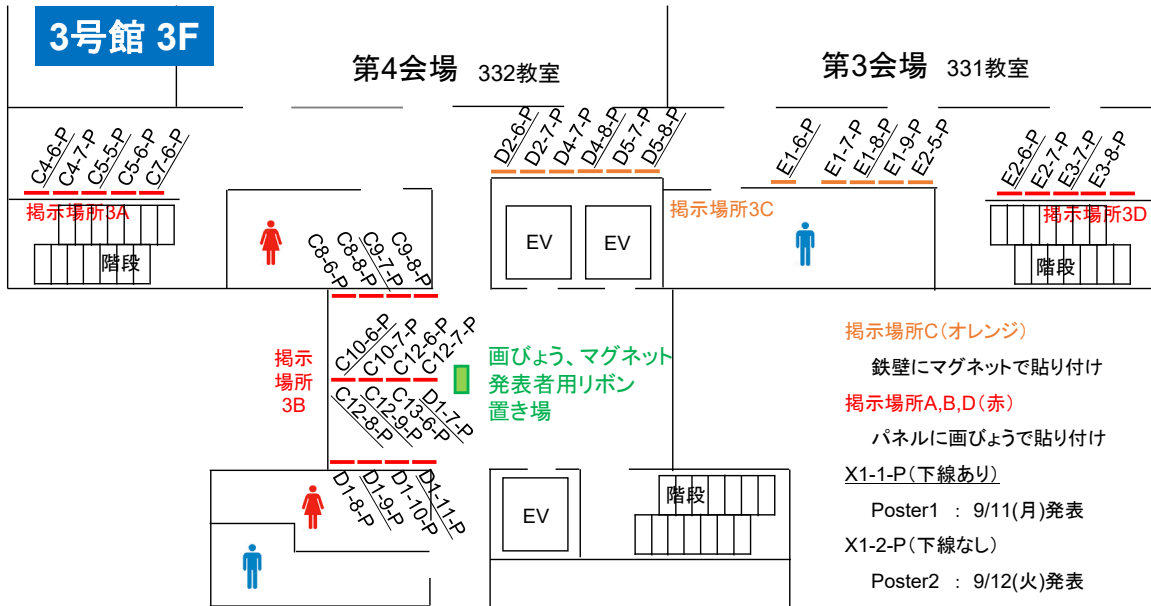 3号館 3F
第4会場 332教室
第3会場 331教室
C4-6-P
C4-7-P
C5-5-P
C5-6-P
C7-6-P
掲示場所3A
階段
D2-6-P
D2-7-P
D4-7-P
D4-8-P
D5-7-P
D5-8-P
E1-6-P
E1-7-P
E1-8-P
E1-9-P
E2-5-P
掲示場所3C
E2-6-P
E2-7-P
E3-7-P
E3-8-P
掲示場所3D
階段
EV
EV
C8-6-P
C8-8-P
C9-7-P
C9-8-P
C10-6-P
C10-7-P
C12-6-P
C12-7-P
掲示
場所
3B
C12-8-P
C12-9-P
C13-6-P
D1-7-P
D1-8-P
D1-9-P
D1-10-P
D1-11-P
画びょう、マグネット
発表者用リボン
置き場
EV
階段
掲示場所C(オレンジ)
鉄壁にマグネットで貼り付け
掲示場所A,B,D(赤)
パネルに画びょうで貼り付け
X1-1-P(下線あり)
Poster1 : 9/11(月)発表
X1-2-P(下線なし)
Poster2 : 9/12(火)発表